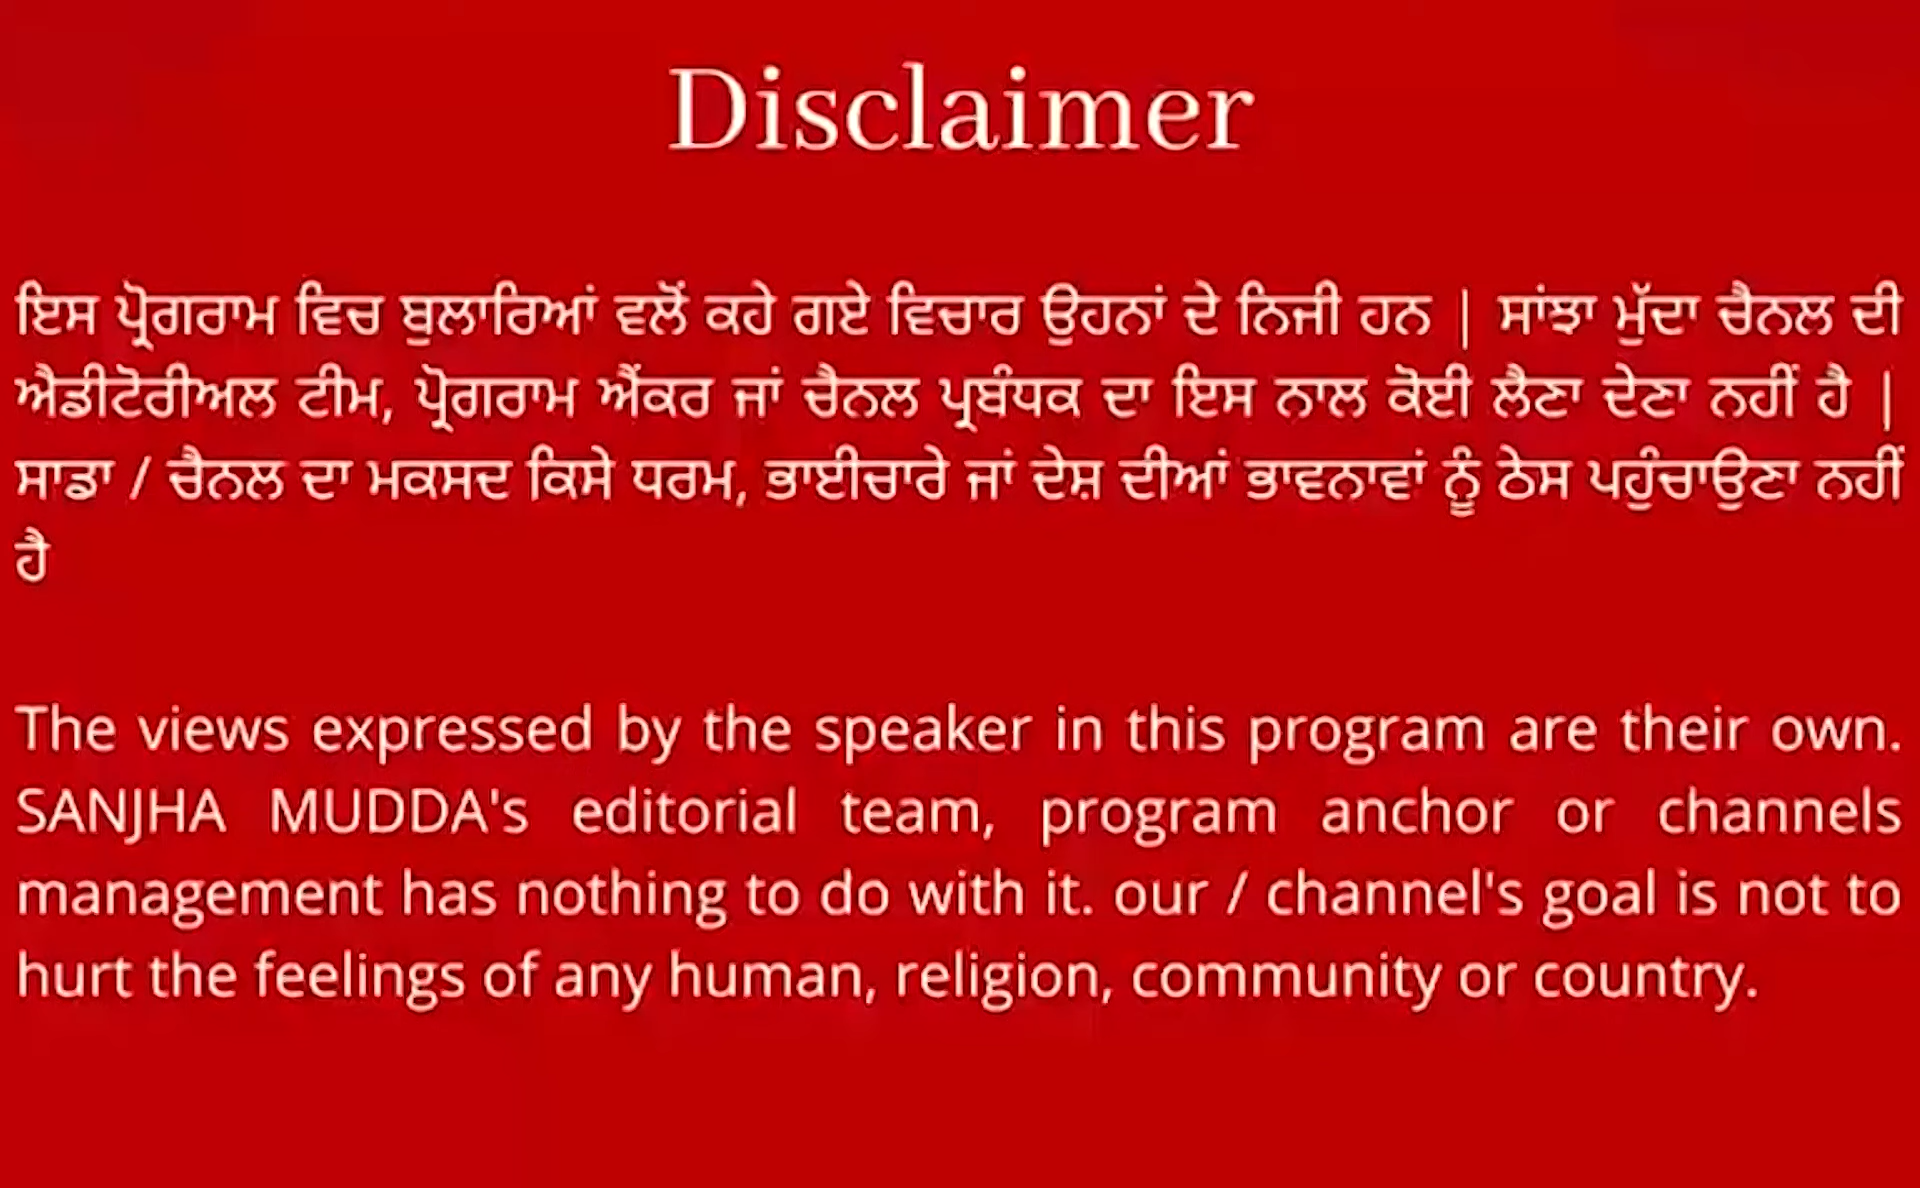 Disclaimer
ਇਸ ਪ੍ਰੋਗਰਾਮ ਵਿਚ ਬੁਲਾਰਿਆਂ ਵਲੋਂ ਕਹੇ ਗਏ ਵਿਚਾਰ ਉਹਨਾਂ ਦੇ ਨਿਜੀ ਹਨ | ਸਾਂਝਾ ਮੁੱਦਾ ਚੈਨਲ ਦੀ
ਐਡੀਟੋਰੀਅਲ ਟੀਮ, ਪ੍ਰੋਗਰਾਮ ਐਂਕਰ ਜਾਂ ਚੈਨਲ ਪ੍ਰਬੰਧਕ ਦਾ ਇਸ ਨਾਲ ਕੋਈ ਲੈਣਾ ਦੇਣਾ ਨਹੀਂ ਹੈ |
ਸਾਡਾ / ਚੈਨਲ ਦਾ ਮਕਸਦ ਕਿਸੇ ਧਰਮ, ਭਾਈਚਾਰੇ ਜਾਂ ਦੇਸ਼ ਦੀਆਂ ਭਾਵਨਾਵਾਂ ਨੂੰ ਠੇਸ ਪਹੁੰਚਾਉਣਾ ਨਹੀਂ
ਹੈ
The views expressed by the speaker in this program are their own.
SANJHA MUDDA's editorial team, program anchor or channels
management has nothing to do with it. our / channel's goal is not to
hurt the feelings of any human, religion, community or country.